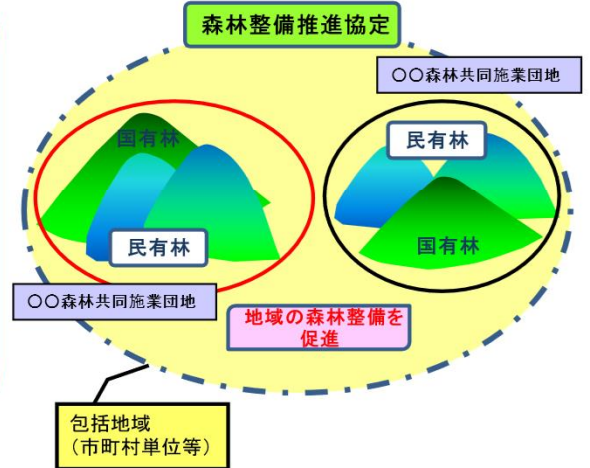 森林整備推進協定
〇〇森林共同施業団地
国有林
民有林
民有林
国有林
〇〇森林共同施業団地
地域の森林整備を
促進
包括地域
（市町村単位等）